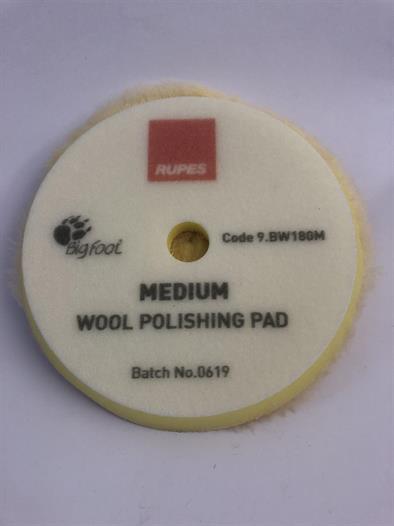 RUPES
Bigfoot
Code 9.BW180M
MEDIUM
WOOL POLISHING PAD
Batch No.0619